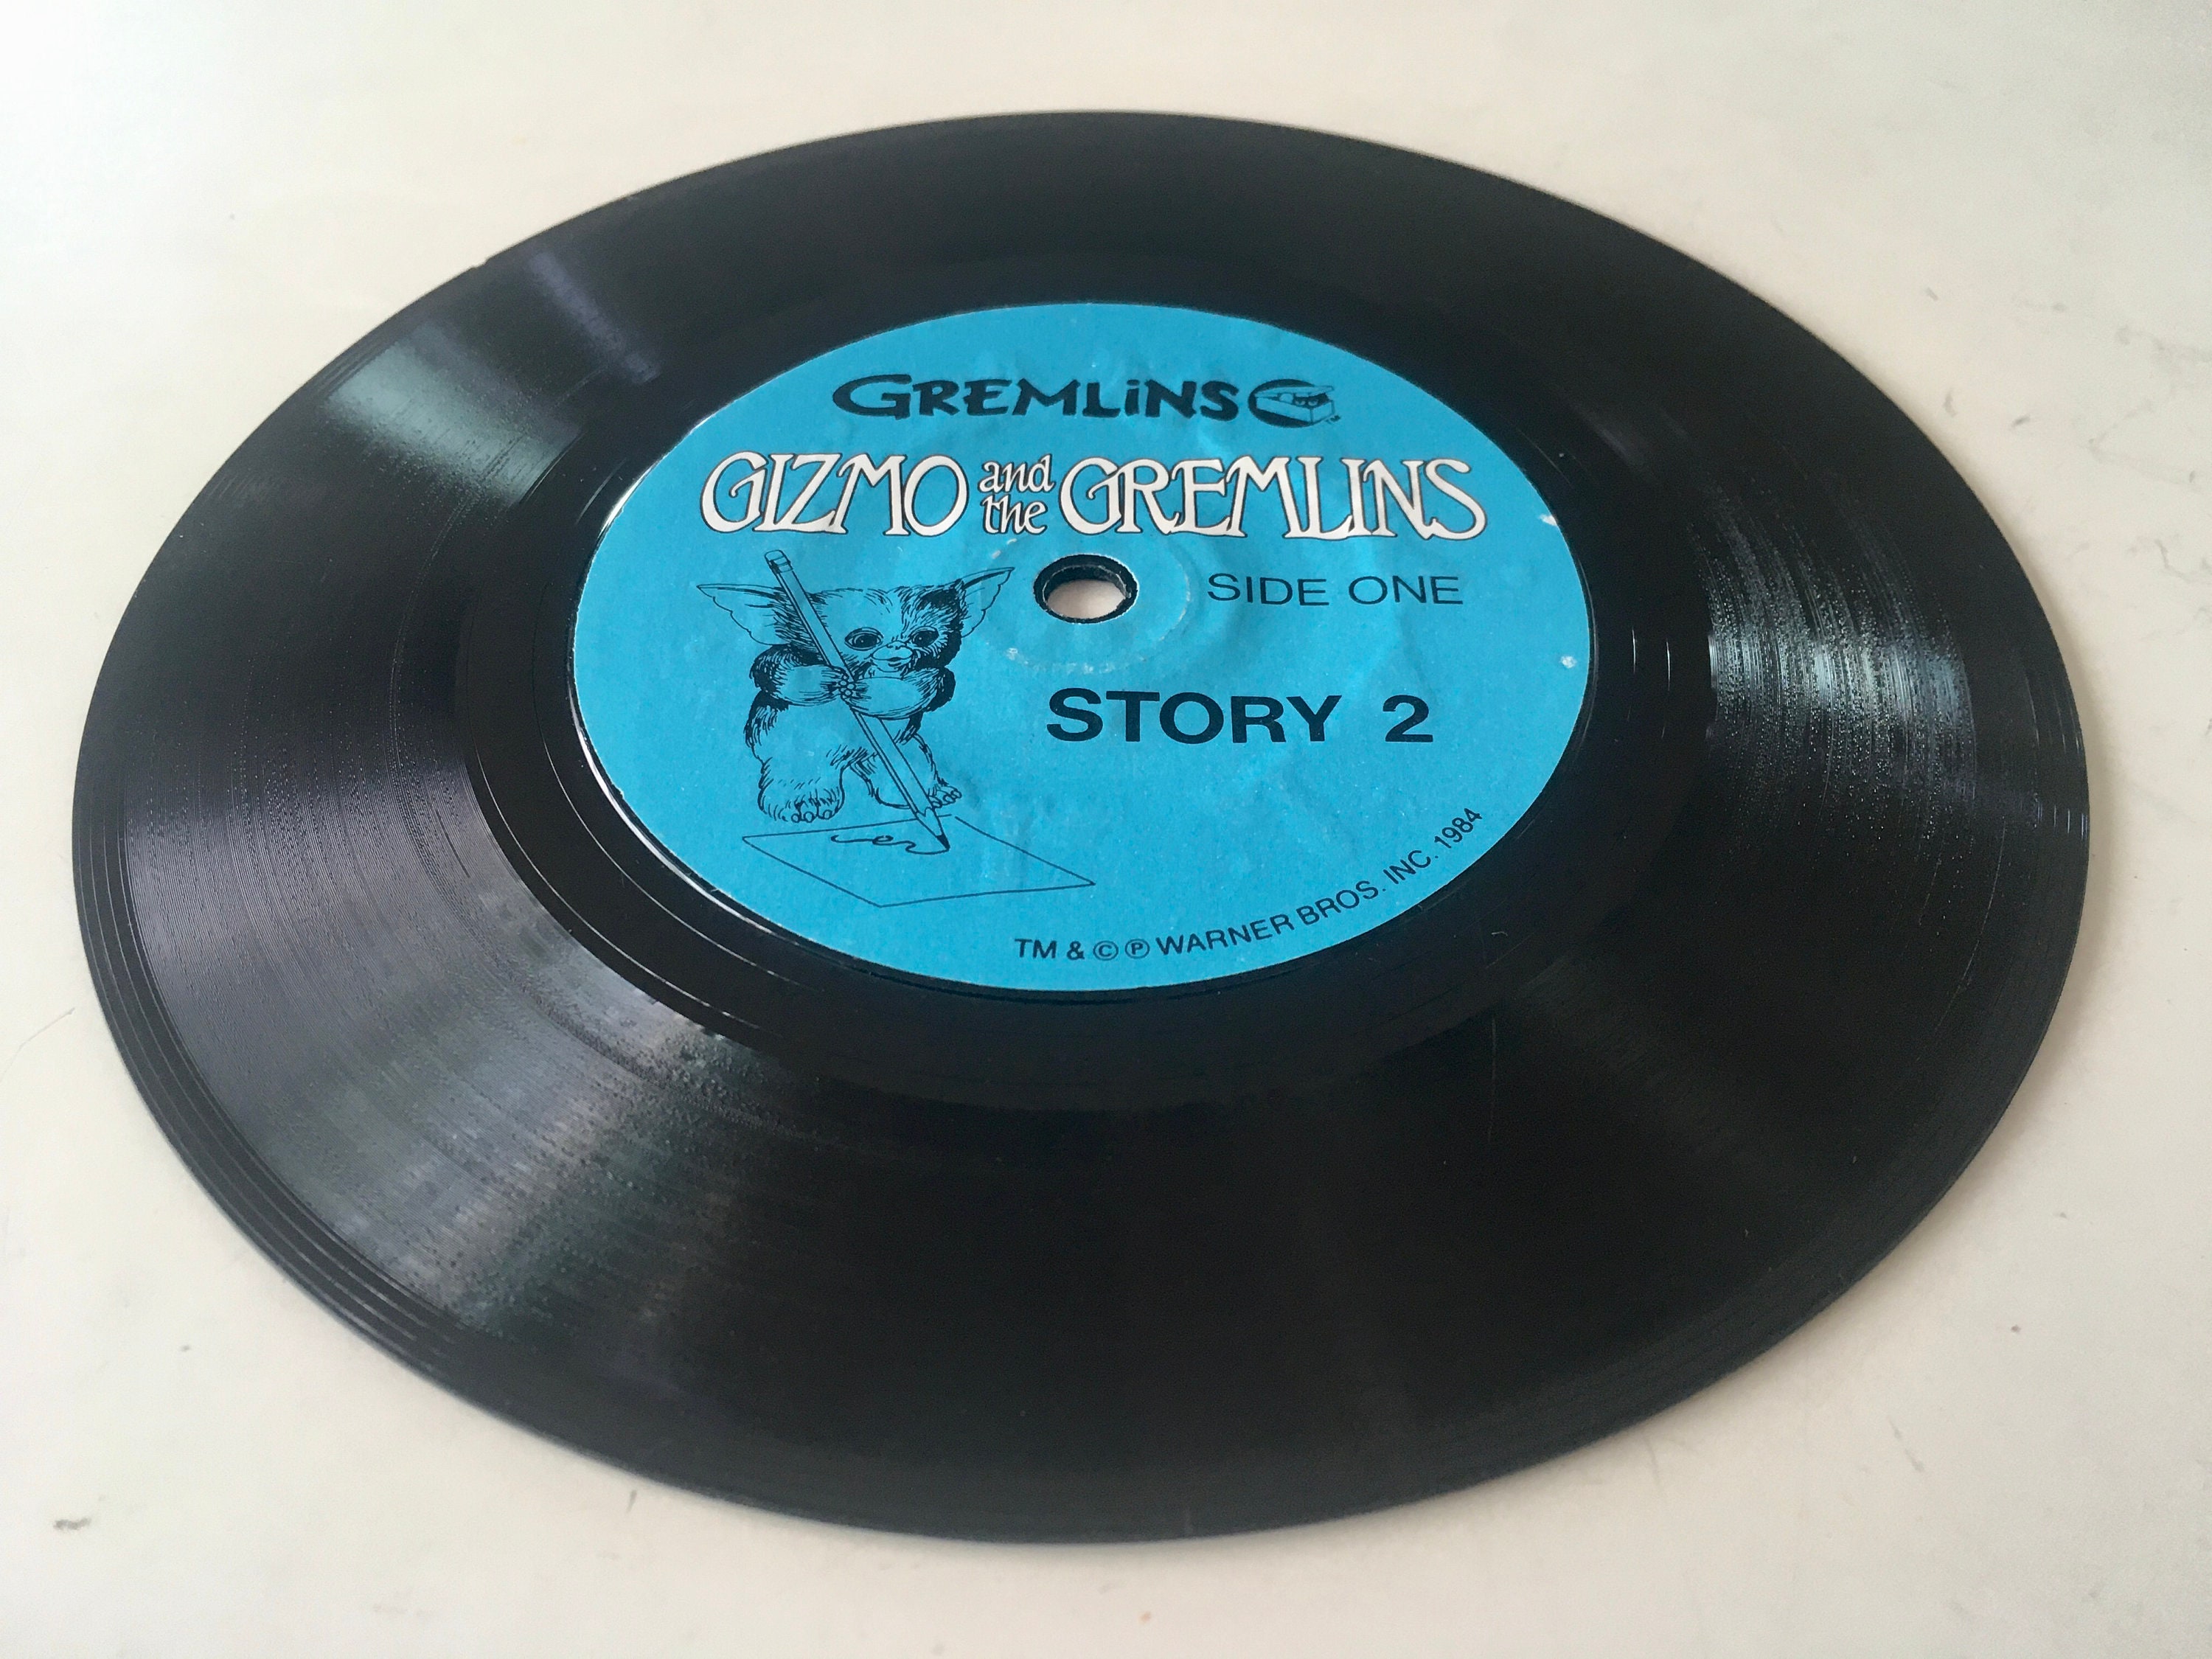 GREMLiNS
GIZMO and the GREMLINS
SIDE ONE
STORY 2
TM & © ℗ WARNER BROS. INC. 1984